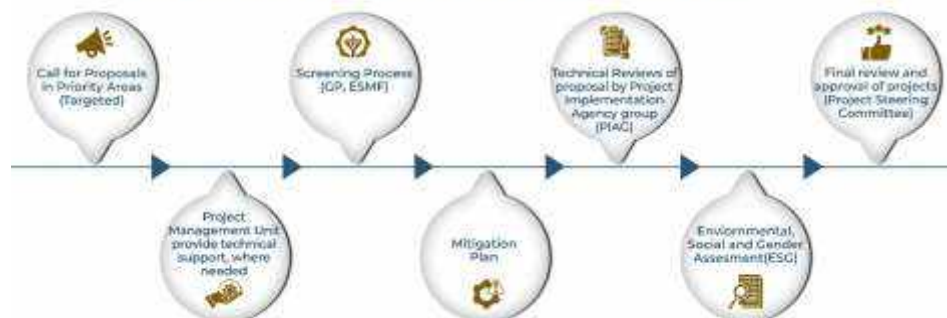 Call for Proposals
in Priority Areas
(Targeted)
Project
Management Unit
provide technical
support, where
needed
Screening Process
(GP, ESMF)
Mitigation
Plan
Technical Reviews of
proposal by Project
Implementation
Agency group
(PIAG)
Enviornmental,
Social and Gender
Assesment(ESG)
Final review and
approval of projects
(Project Steering
Committee)